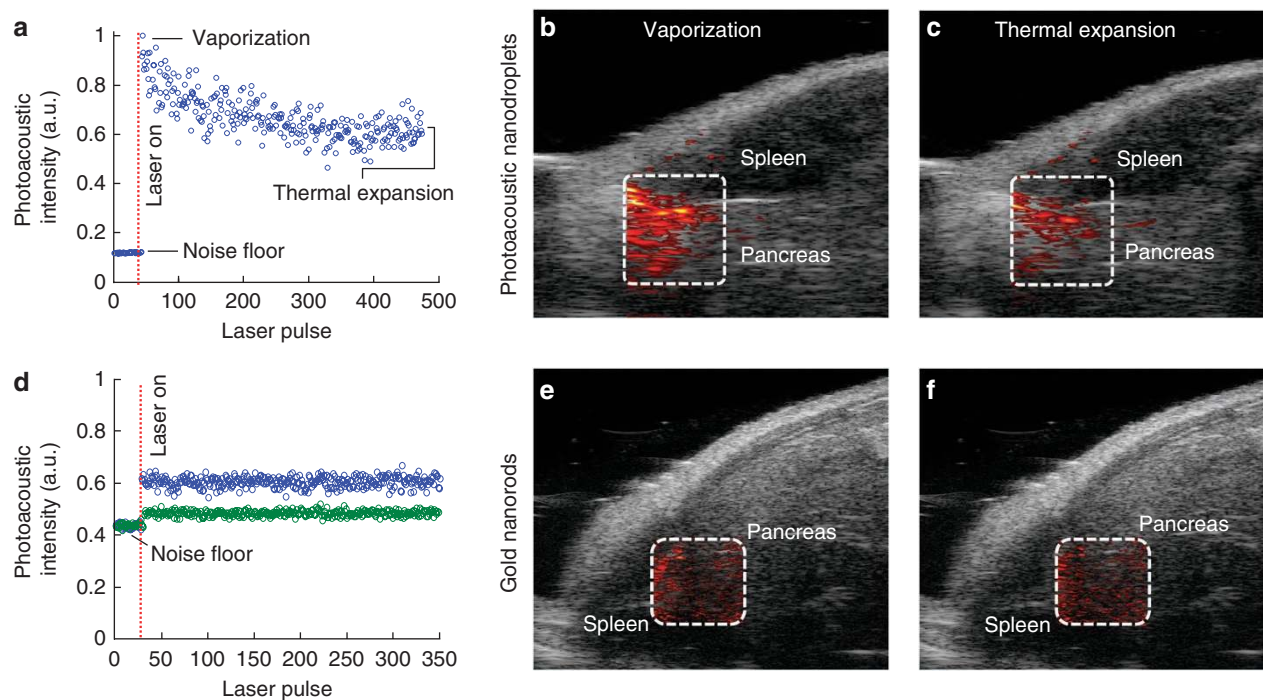 a
Photoacoustic
intensity (a.u.)
1
0.8
0.6
0.4
0.2
0
Vaporization
Laser on
Thermal expansion
Noise floor
0 100 200 300 400 500
Laser pulse
Photoacoustic nanodroplets
b
Vaporization
Spleen
Pancreas
c
Thermal expansion
Spleen
Pancreas
d
Photoacoustic
intensity (a.u.)
1
0.8
0.6
0.4
0.2
0
Laser on
Noise floor
0 50 100 150 200 250 300 350
Laser pulse
Gold nanorods
e
Pancreas
Spleen
f
Pancreas
Spleen